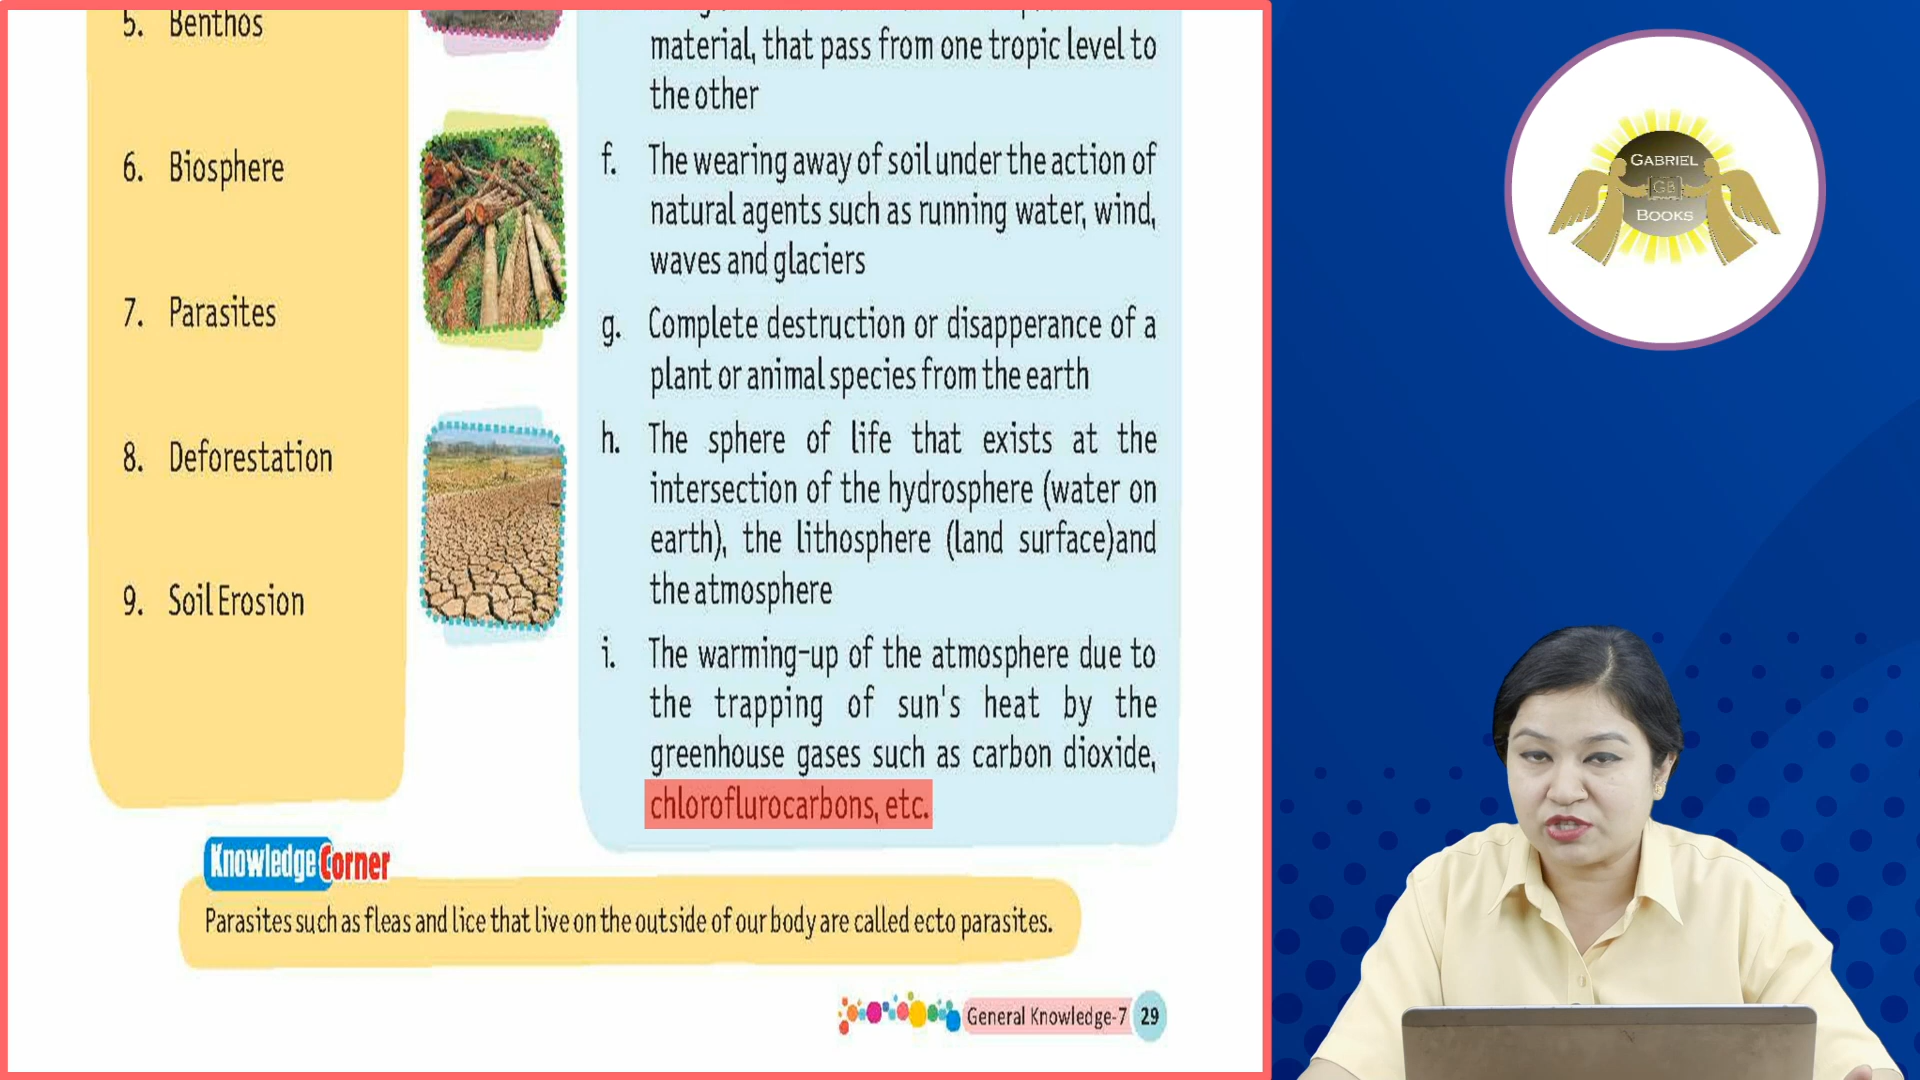 5. Benthos
6. Biosphere
7. Parasites
8. Deforestation
9. Soil Erosion
material, that pass from one tropic level to
the other
f. The wearing away of soil under the action of
natural agents such as running water, wind,
waves and glaciers
g. Complete destruction or disapperance of a
plant or animal species from the earth
h. The sphere of life that exists at the
intersection of the hydrosphere (water on
earth), the lithosphere (land surface)and
the atmosphere
i. The warming-up of the atmosphere due to
the trapping of sun's heat by the
greenhouse gases such as carbon dioxide,
chloroflurocarbons, etc.
Knowledge Corner
Parasites such as fleas and lice that live on the outside of our body are called ecto parasites.
General Knowledge-7 29
GABRIEL
GB
BOOKS